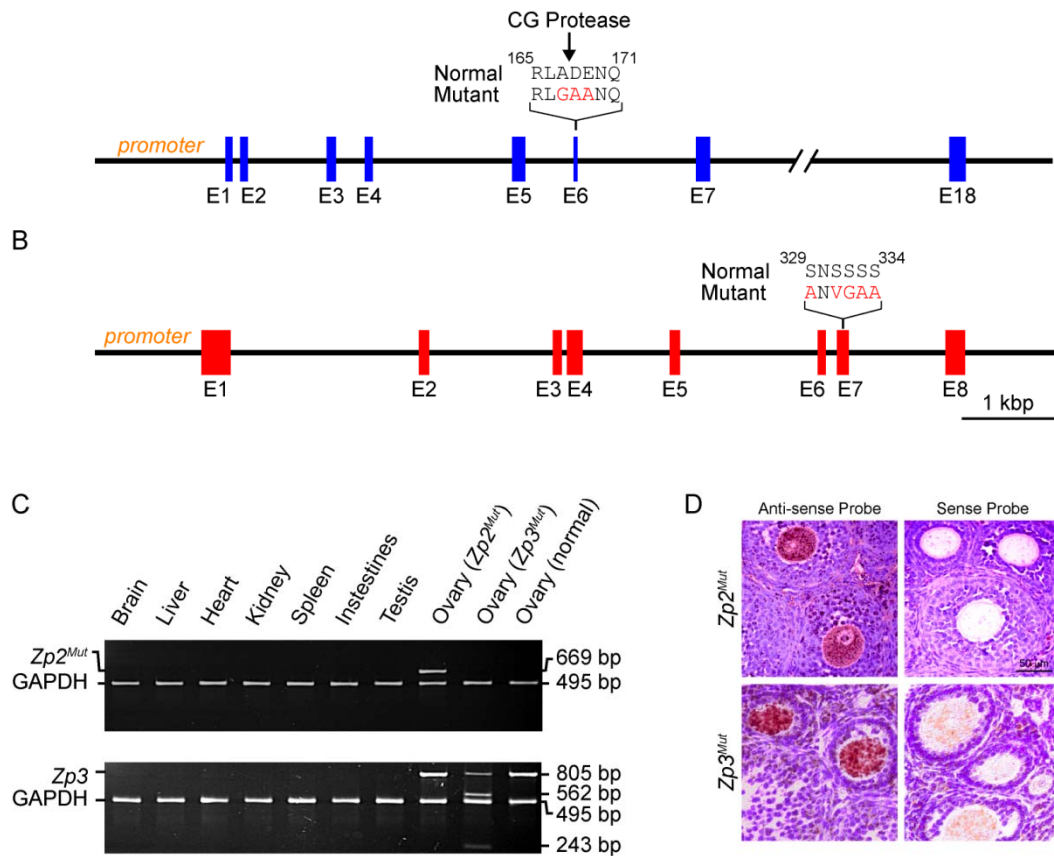 CG Protease
165 RLADENQ 171
Normal
Mutant RLGAANQ
promoter
E1 E2 E3 E4 E5 E6 E7 E18
B
329 SNSSSS 334
Normal
Mutant ANVGAA
promoter
E1 E2 E3 E4 E5 E6 E7 E8
1 kbp
C
Brain
Liver
Heart
Kidney
Spleen
Instestines
Testis
Ovary (Zp2Mut)
Ovary (Zp3Mut)
Ovary (normal)
Zp2Mut 669 bp
GAPDH 495 bp
Zp3 805 bp
GAPDH 562 bp
495 bp
243 bp
D
Anti-sense Probe Sense Probe
Zp2Mut
50 µm
Zp3Mut